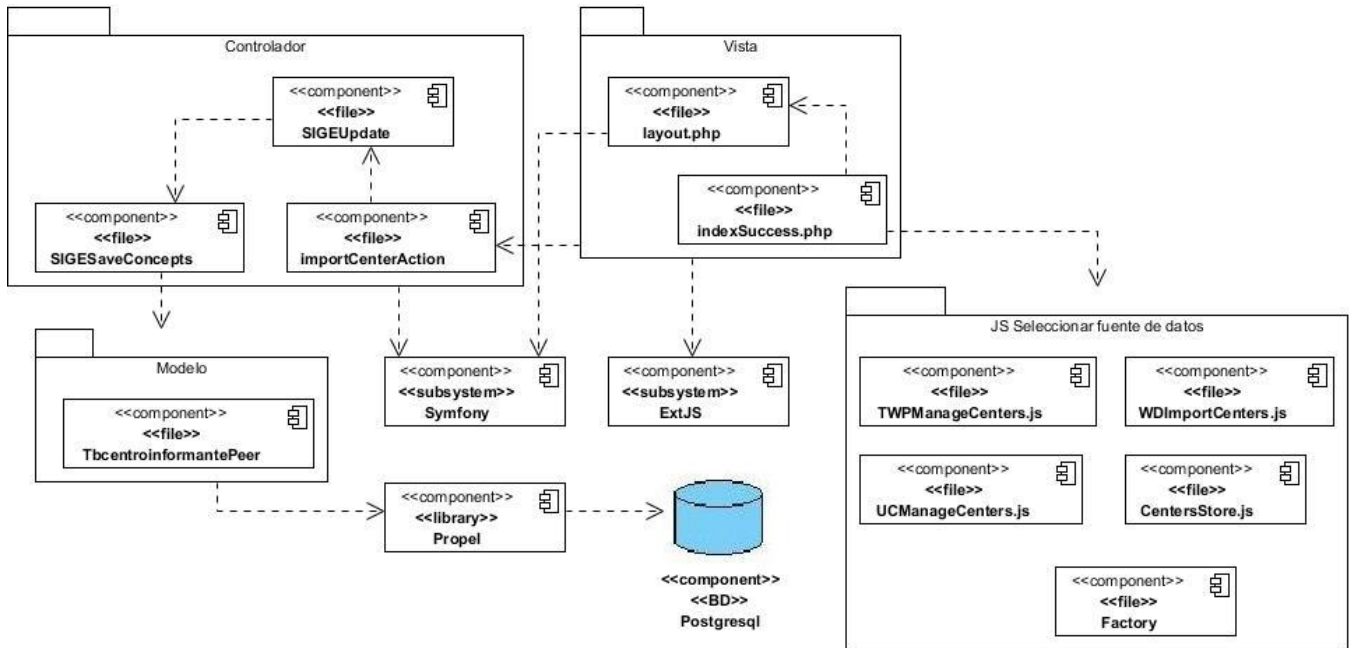 Controlador
<<component>>
<<file>>
SIGEUpdate
<<component>>
<<file>>
SIGESaveConcepts
<<component>>
<<file>>
importCenterAction
Vista
<<component>>
<<file>>
layout.php
<<component>>
<<file>>
indexSuccess.php
Modelo
<<component>>
<<file>>
TbcentroinformantePeer
<<component>>
<<subsystem>>
Symfony
<<component>>
<<subsystem>>
ExtJS
<<component>>
<<library>>
Propel
<<component>>
<<BD>>
Postgresql
JS Seleccionar fuente de datos
<<component>>
<<file>>
TWPManageCenters.js
<<component>>
<<file>>
WDImportCenters.js
<<component>>
<<file>>
UCManageCenters.js
<<component>>
<<file>>
CentersStore.js
<<component>>
<<file>>
Factory